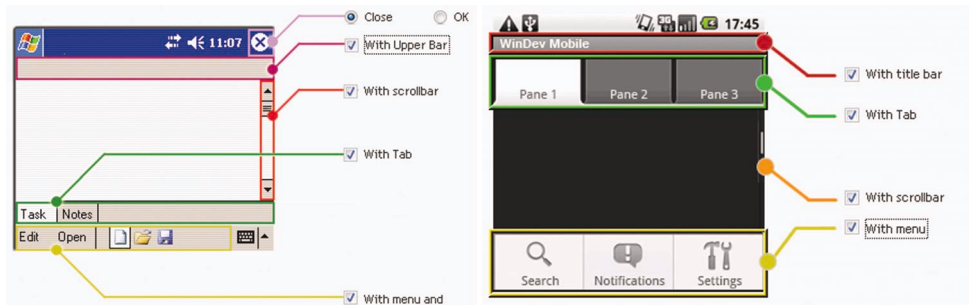 Close OK
11:07
With Upper Bar
With scrollbar
With Tab
Task Notes
Edit Open
With menu and
3G 17:45
WinDev Mobile
With title bar
Pane 1 Pane 2 Pane 3
With Tab
With scrollbar
With menu
Search Notifications Settings